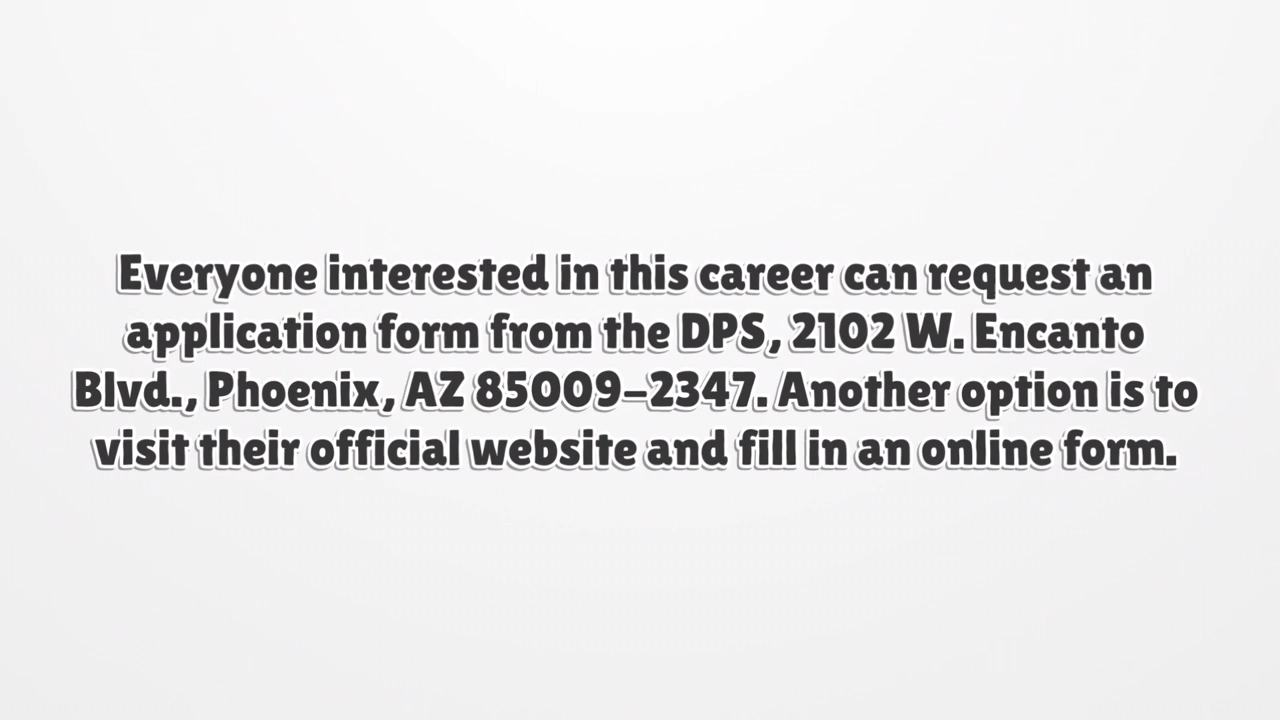 Everyone interested in this career can request an
application form from the DPS, 2102 W. Encanto
Blvd., Phoenix, AZ 85009-2347. Another option is to
visit their official website and fill in an online form.